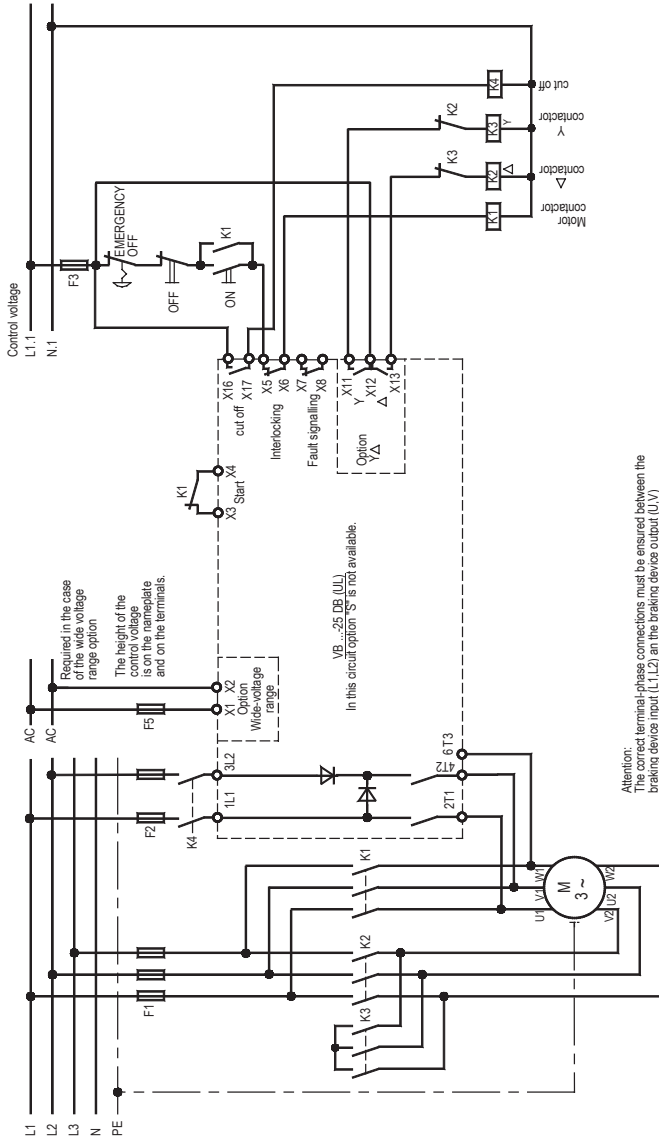 Control voltage
L1.1
N.1
F3
EMERGENCY
OFF
OFF
ON
K1
AC
AC
Required in the case
of the wide voltage
range option
The height of the
control voltage
is on the nameplate
and on the terminals.
F5
L1
L2
L3
N
PE
F1
F2
K4
1L1
3L2
X1
X2
Option
Wide-voltage
range
K1
X3
X4
Start
X16
X17
X5
X6
X7
X8
X11
X12
X13
cut off
Interlocking
Fault signalling
Option
Y△
Y
△
VB ...-25 DB (UL)
In this circuit option "S" is not available.
2T1
4T2
6 T3
K3
K2
K1
K3
K2
K1
K2
△
K3
Y
K4
Motor
contactor
△
contactor
Y
contactor
cut off
U1
V1
W1
M
3 ~
V2
U2
W2
Attention:
The correct terminal-phase connections must be ensured between the
braking device input (L1,L2) an the braking device output (U,V)